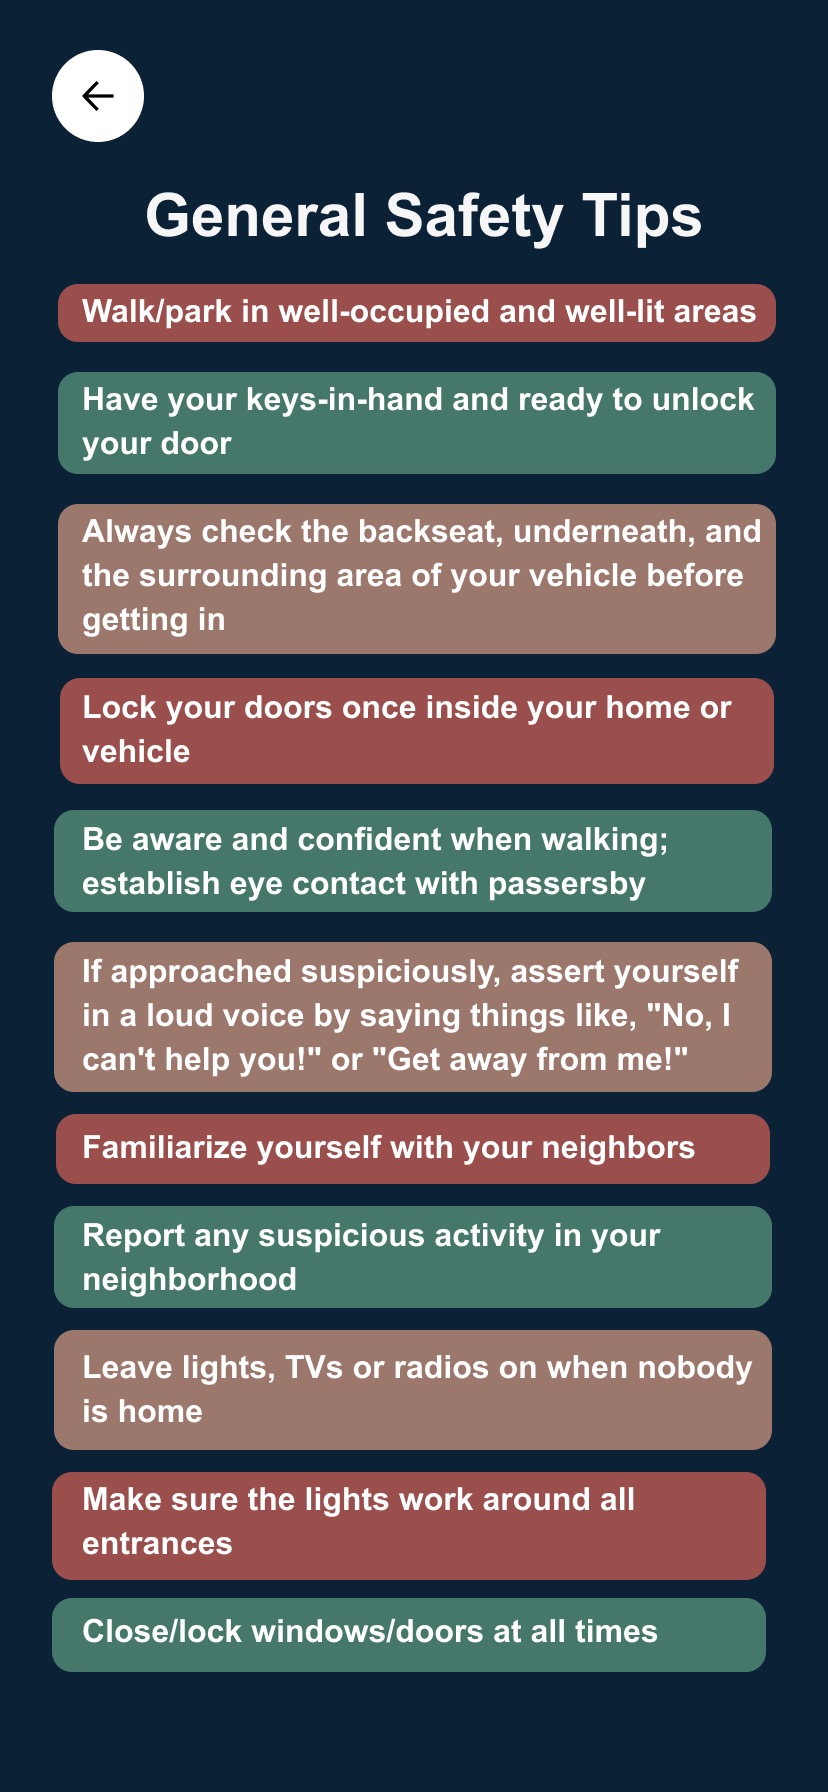 General Safety Tips
Walk/park in well-occupied and well-lit areas
Have your keys-in-hand and ready to unlock
your door
Always check the backseat, underneath, and
the surrounding area of your vehicle before
getting in
Lock your doors once inside your home or
vehicle
Be aware and confident when walking;
establish eye contact with passersby
If approached suspiciously, assert yourself
in a loud voice by saying things like, "No, I
can't help you!" or "Get away from me!"
Familiarize yourself with your neighbors
Report any suspicious activity in your
neighborhood
Leave lights, TVs or radios on when nobody
is home
Make sure the lights work around all
entrances
Close/lock windows/doors at all times